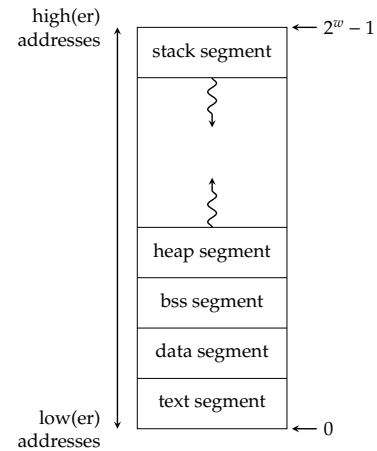 high(er)
addresses
2^w − 1
stack segment
heap segment
bss segment
data segment
text segment
low(er)
addresses
0